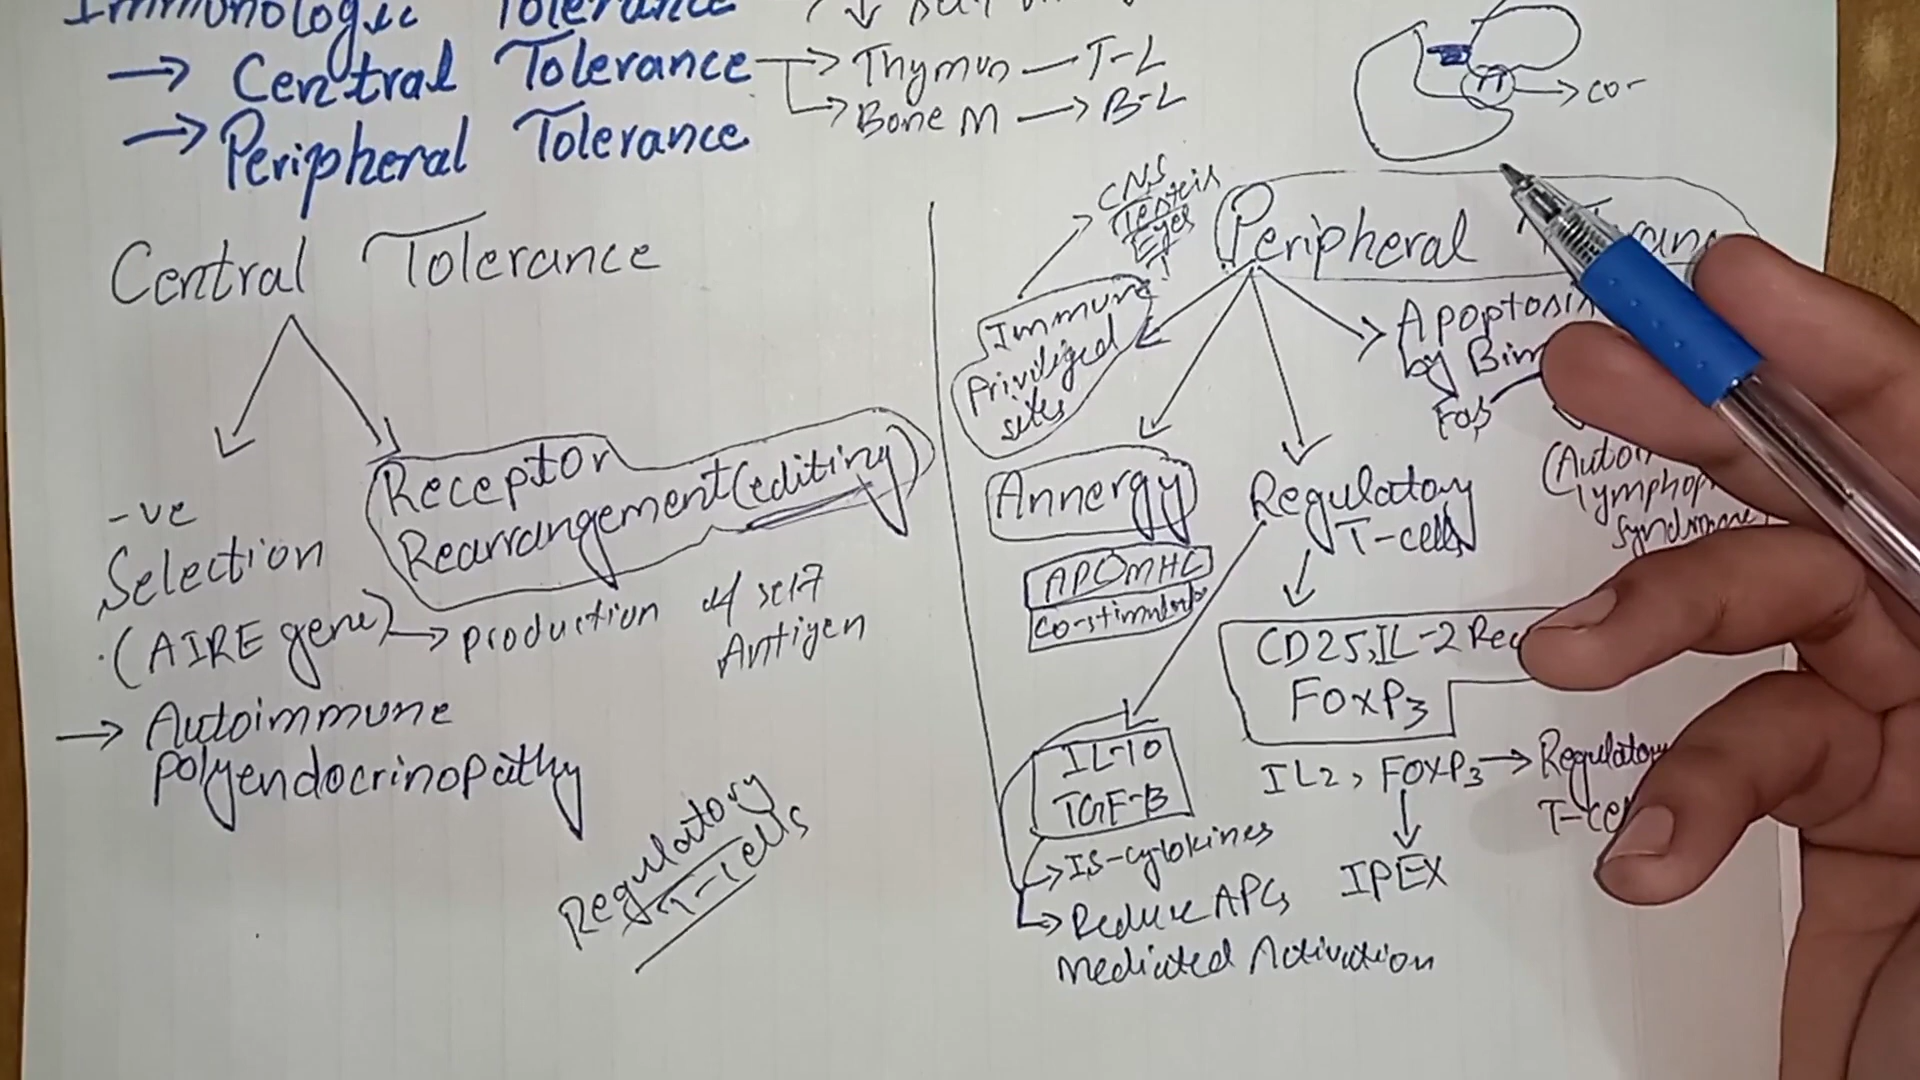 Immunologic Tolerance
→ Central Tolerance → Thymus — T-L
→ Bone M → B-L
→ Peripheral Tolerance
→ co-
Central Tolerance
-ve
Selection
(AIRE gene) → production of self
Antigen
→ Autoimmune
polyendocrinopathy
Receptor
Rearrangement (editing)
Regulatory
T-cells
Peripheral
CNS
Testis
Eyes
Immune
Privileged
sites
Annergy
APC MHC
Regulatory
T-cells
Apoptosis
by Bim
Fas
Syndrome)
CD25, IL-2 Rec
FOXP3
IL2, FOXP3 → Regulatory
IPEX
IL-10
TGF-B
→ IS-cytokines
→ Reduce APCs
Mediated Activation